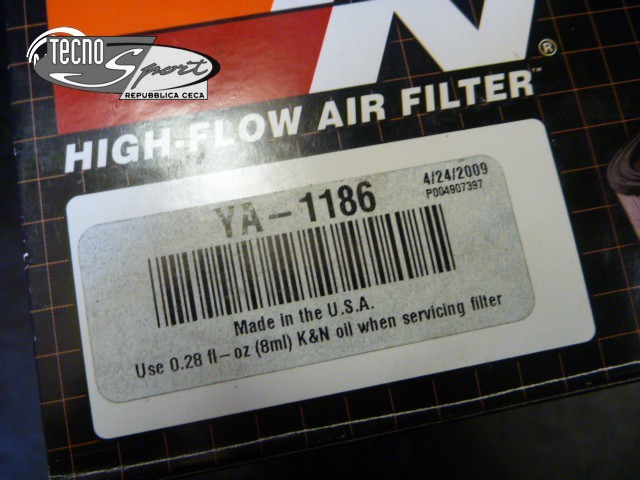 TECNO
Sport
REPUBBLICA CECA
N®
HIGH-FLOW AIR FILTER™
YA-1186
4/24/2009
P004907397
Made in the U.S.A.
Use 0.28 fl-oz (8ml) K&N oil when servicing filter